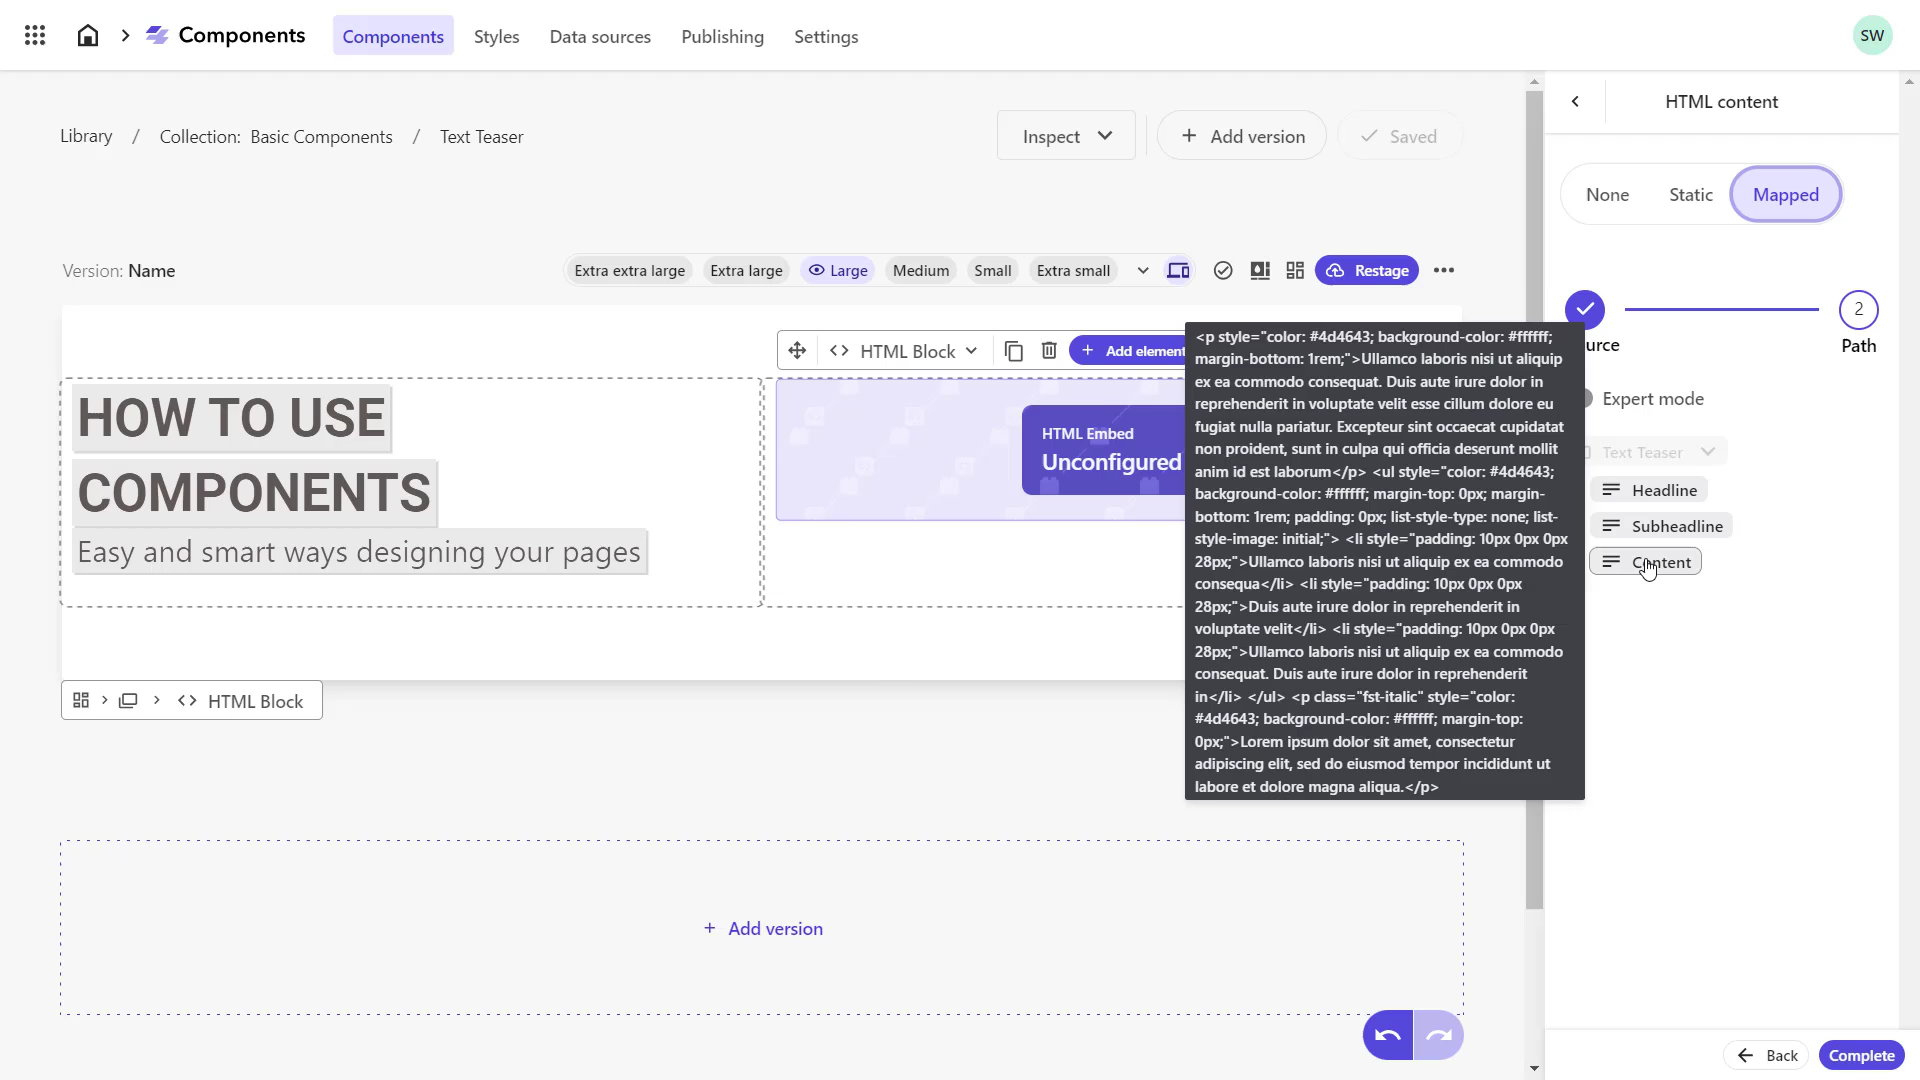 Components
Components
Styles
Data sources
Publishing
Settings
SW
Library / Collection: Basic Components / Text Teaser
Inspect
+ Add version
Saved
HTML content
None
Static
Mapped
Version: Name
Extra extra large
Extra large
Large
Medium
Small
Extra small
Restage
2
urce
Path
Expert mode
Text Teaser
Headline
Subheadline
Content
HTML Block
+ Add element
HOW TO USE
COMPONENTS
Easy and smart ways designing your pages
HTML Embed
Unconfigured
<p style="color: #4d4643; background-color: #ffffff;
margin-bottom: 1rem;">Ullamco laboris nisi ut aliquip
ex ea commodo consequat. Duis aute irure dolor in
reprehenderit in voluptate velit esse cillum dolore eu
fugiat nulla pariatur. Excepteur sint occaecat cupidatat
non proident, sunt in culpa qui officia deserunt mollit
anim id est laborum</p> <ul style="color: #4d4643;
background-color: #ffffff; margin-top: 0px; margin-
bottom: 1rem; padding: 0px; list-style-type: none; list-
style-image: initial;"> <li style="padding: 10px 0px 0px
28px;">Ullamco laboris nisi ut aliquip ex ea commodo
consequa</li> <li style="padding: 10px 0px 0px
28px;">Duis aute irure dolor in reprehenderit in
voluptate velit</li> <li style="padding: 10px 0px 0px
28px;">Ullamco laboris nisi ut aliquip ex ea commodo
consequat. Duis aute irure dolor in reprehenderit
in</li> </ul> <p class="fst-italic" style="color:
#4d4643; background-color: #ffffff; margin-top:
0px;">Lorem ipsum dolor sit amet, consectetur
adipiscing elit, sed do eiusmod tempor incididunt ut
labore et dolore magna aliqua.</p>
HTML Block
+ Add version
Back
Complete